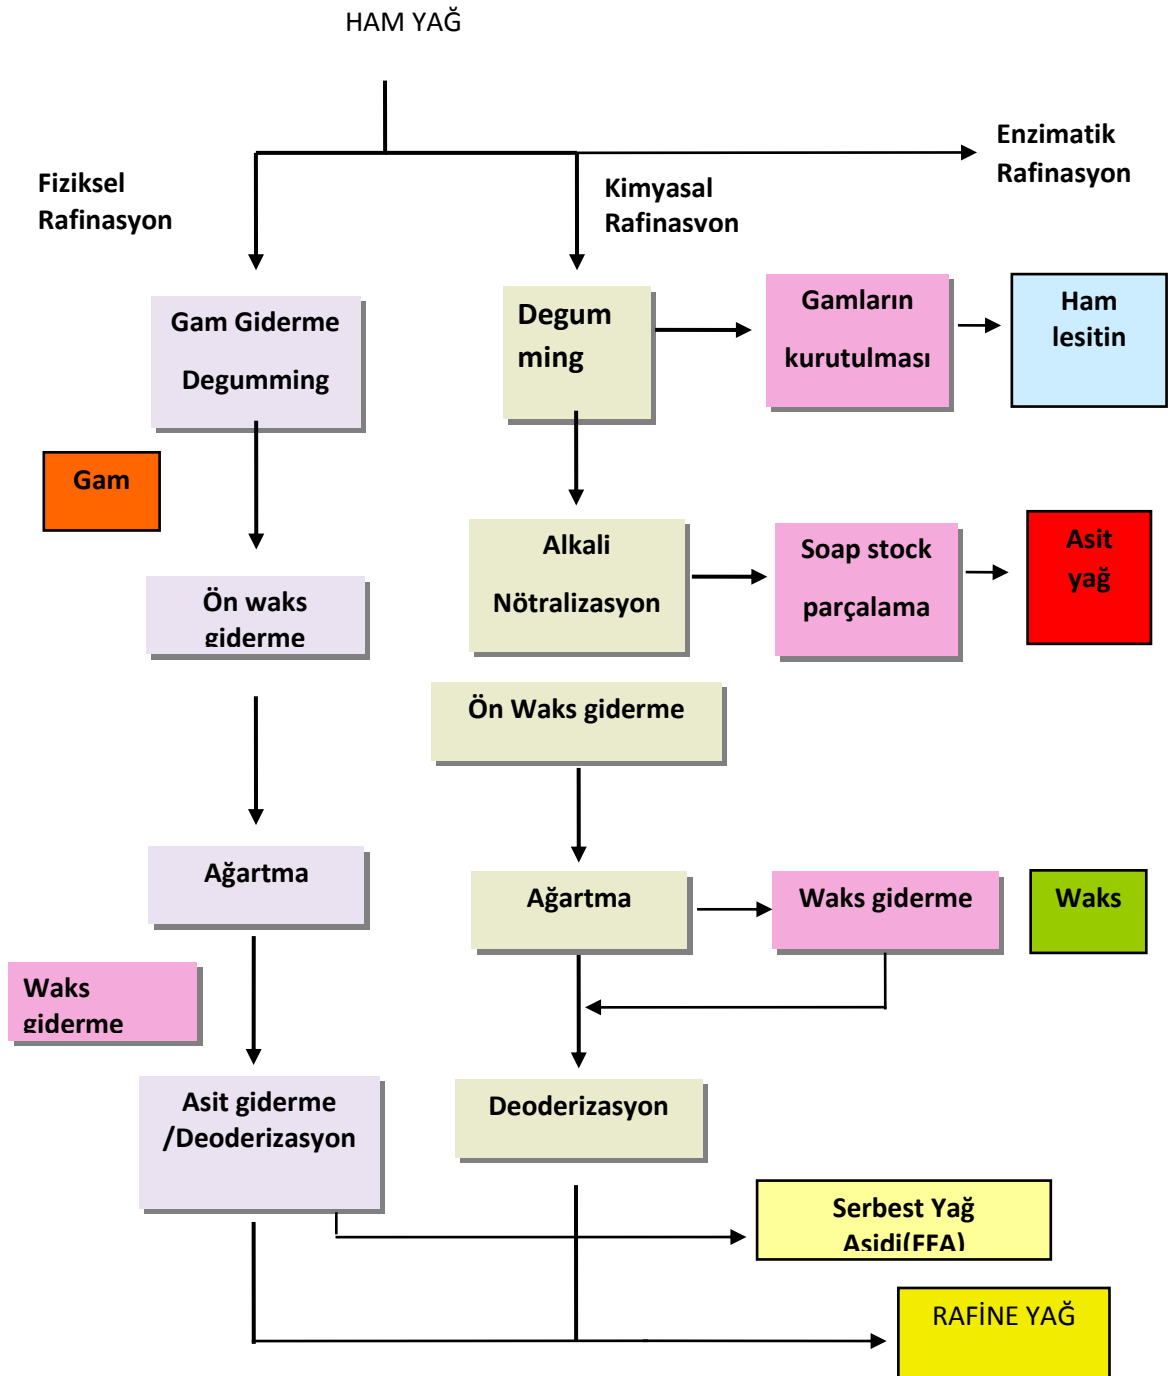 HAM YAĞ
Enzimatik
Rafinasyon
Fiziksel
Rafinasyon
Kimyasal
Rafinasyon
Gam Giderme
Degumming
Degum
ming
Gamların
kurutulması
Ham
lesitin
Gam
Alkali
Nötralizasyon
Soap stock
parçalama
Asit
yağ
Ön waks
giderme
Ön Waks giderme
Ağartma
Ağartma
Waks giderme
Waks
Waks
giderme
Asit giderme
/Deoderizasyon
Deoderizasyon
Serbest Yağ
Asidi(FFA)
RAFİNE YAĞ